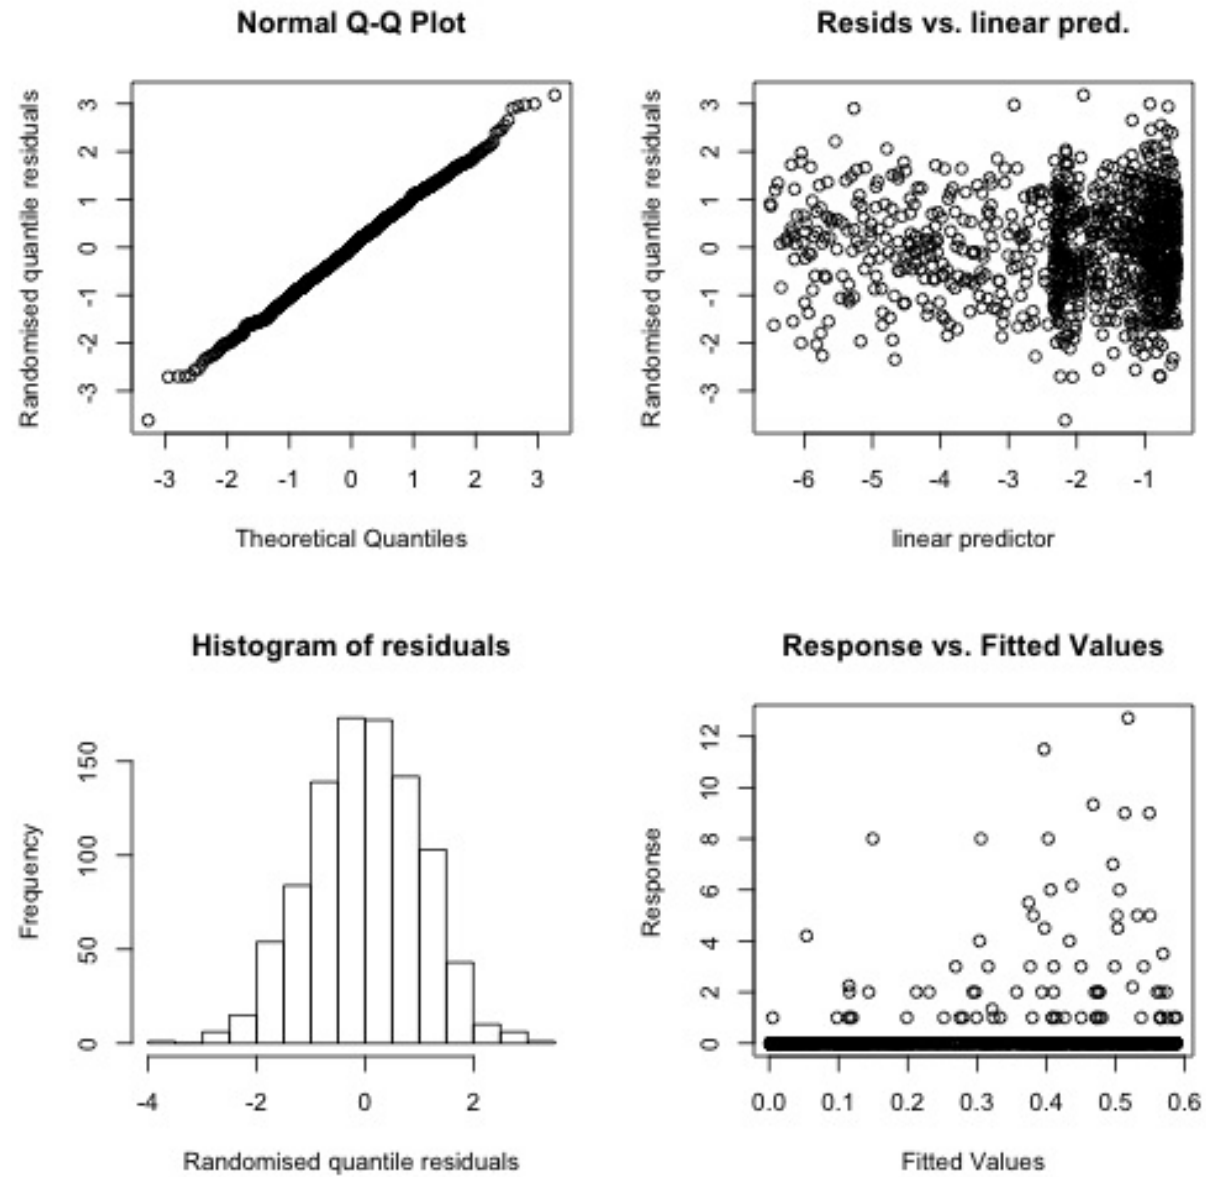 Normal Q-Q Plot
Randomised quantile residuals
3
2
1
0
-1
-2
-3
-3 -2 -1 0 1 2 3
Theoretical Quantiles
Resids vs. linear pred.
Randomised quantile residuals
3
2
1
0
-1
-2
-3
-6 -5 -4 -3 -2 -1
linear predictor
Histogram of residuals
Frequency
150
100
50
0
-4 -2 0 2
Randomised quantile residuals
Response vs. Fitted Values
Response
12
10
8
6
4
2
0
0.0 0.1 0.2 0.3 0.4 0.5 0.6
Fitted Values